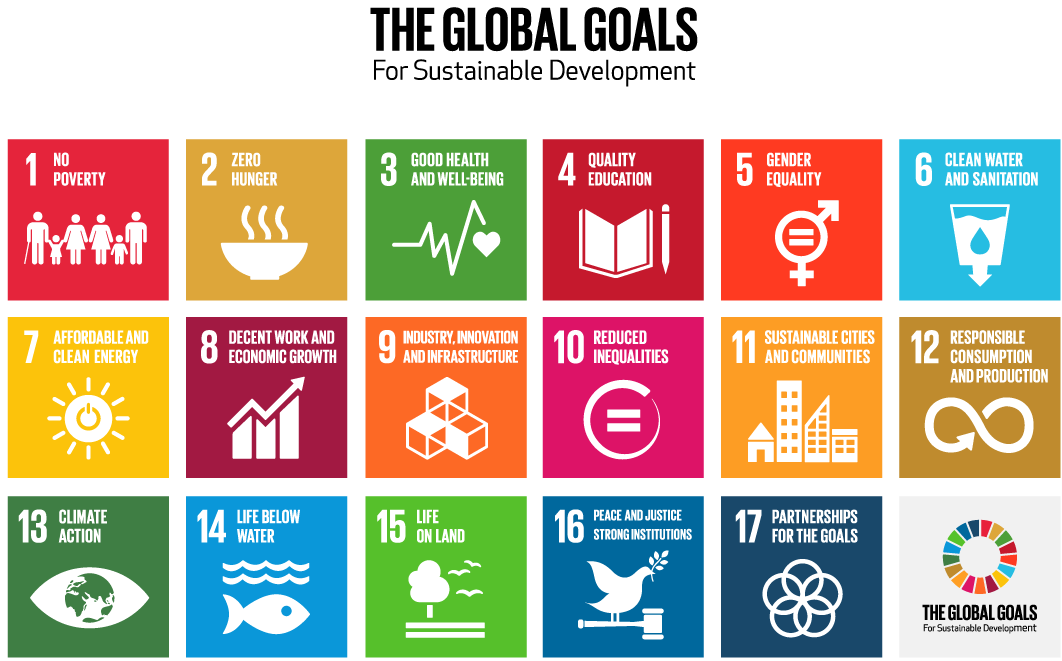 THE GLOBAL GOALS
For Sustainable Development
1 NO
POVERTY
2 ZERO
HUNGER
3 GOOD HEALTH
AND WELL-BEING
4 QUALITY
EDUCATION
5 GENDER
EQUALITY
6 CLEAN WATER
AND SANITATION
7 AFFORDABLE AND
CLEAN ENERGY
8 DECENT WORK AND
ECONOMIC GROWTH
9 INDUSTRY, INNOVATION
AND INFRASTRUCTURE
10 REDUCED
INEQUALITIES
11 SUSTAINABLE CITIES
AND COMMUNITIES
12 RESPONSIBLE
CONSUMPTION
AND PRODUCTION
13 CLIMATE
ACTION
14 LIFE BELOW
WATER
15 LIFE
ON LAND
16 PEACE AND JUSTICE
STRONG INSTITUTIONS
17 PARTNERSHIPS
FOR THE GOALS
THE GLOBAL GOALS
For Sustainable Development